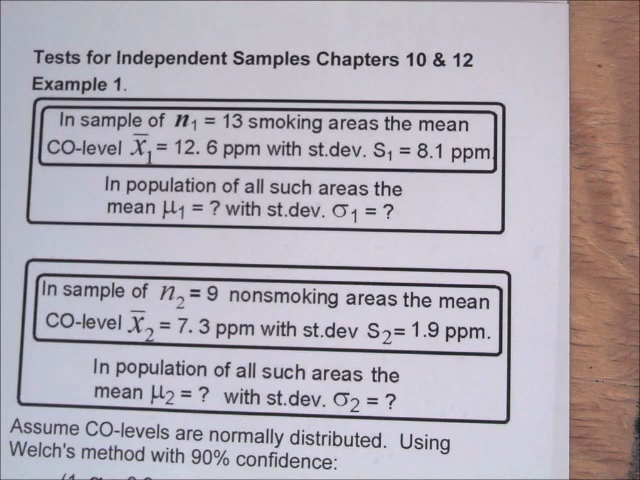 Tests for Independent Samples Chapters 10 & 12
Example 1.
In sample of n₁ = 13 smoking areas the mean
CO-level x̅₁ = 12. 6 ppm with st.dev. S₁ = 8.1 ppm
In population of all such areas the
mean μ₁ = ? with st.dev. σ₁ = ?
In sample of n₂ = 9 nonsmoking areas the mean
CO-level x̅₂ = 7. 3 ppm with st.dev S₂= 1.9 ppm.
In population of all such areas the
mean μ₂ = ? with st.dev. σ₂ = ?
Assume CO-levels are normally distributed. Using
Welch's method with 90% confidence: